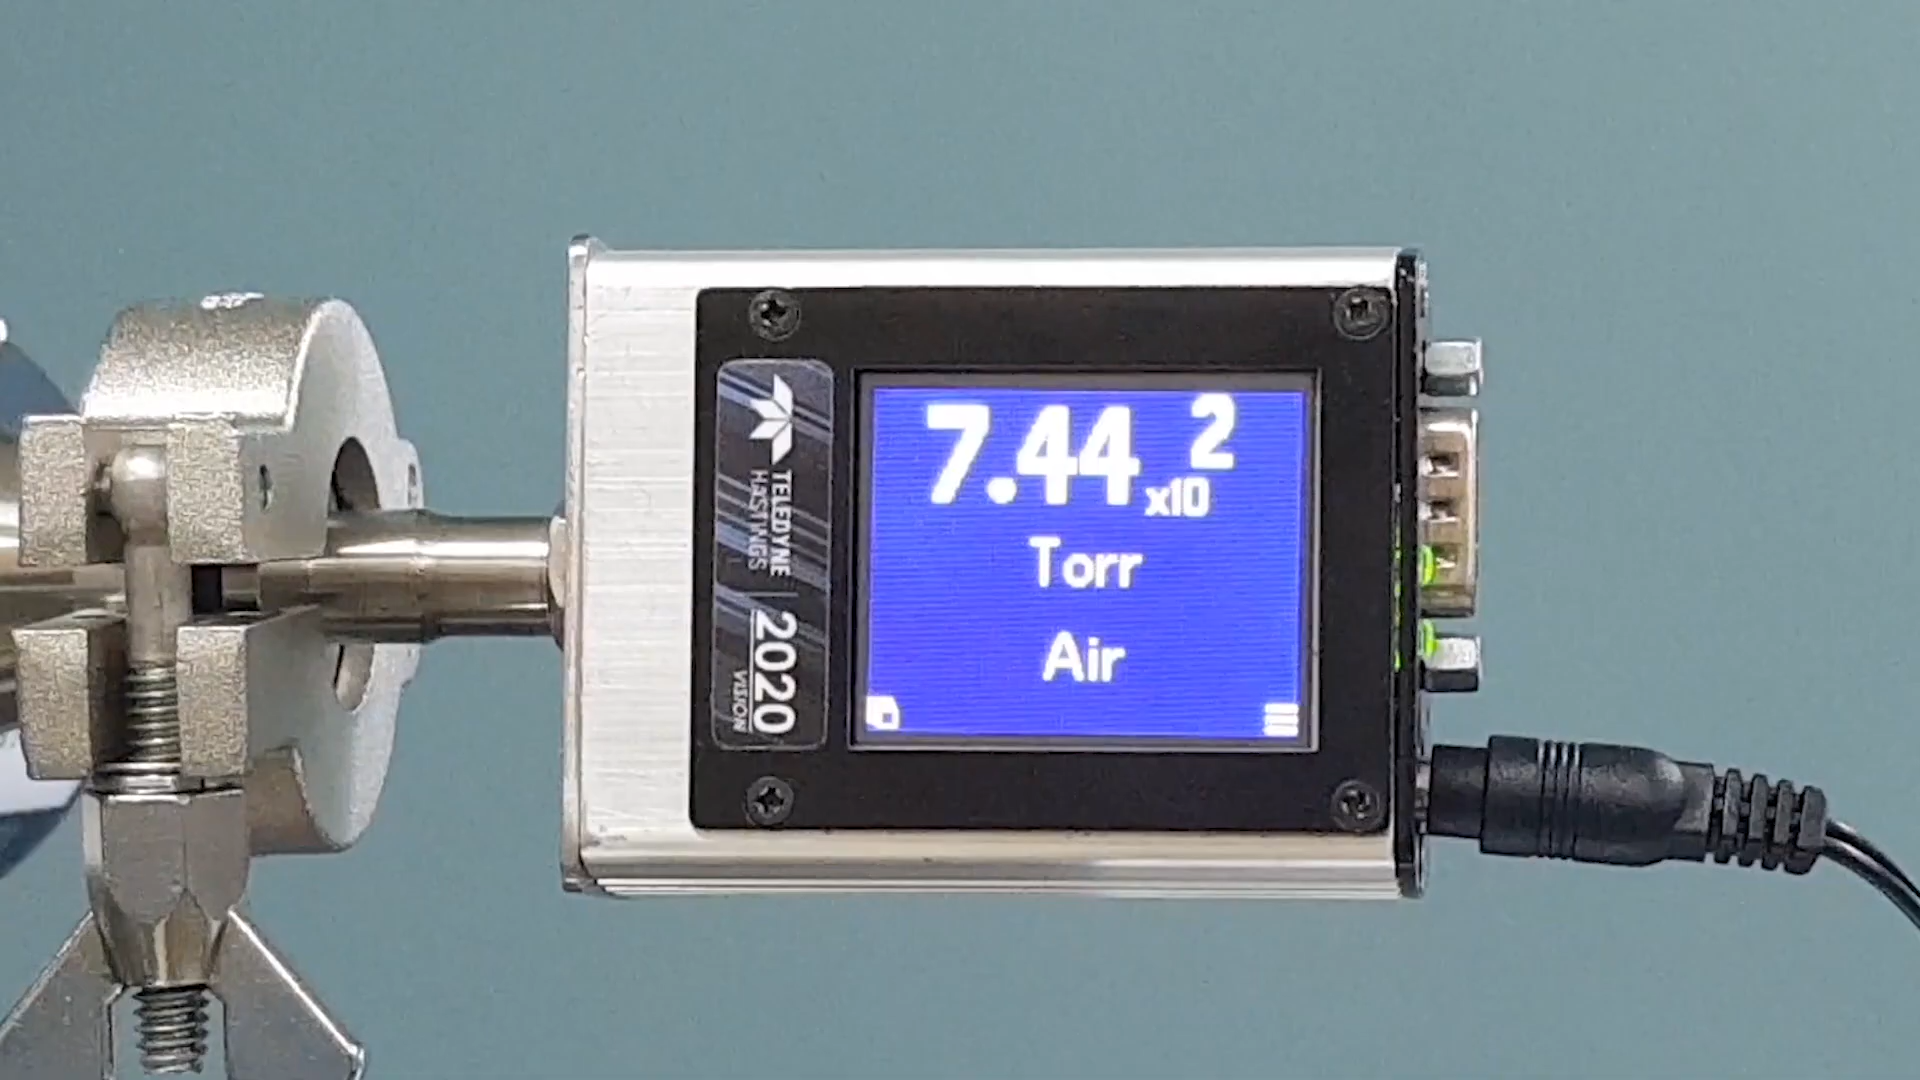 7.44 x10 2
Torr
Air
TELEDYNE
HASTINGS
2020
VISION